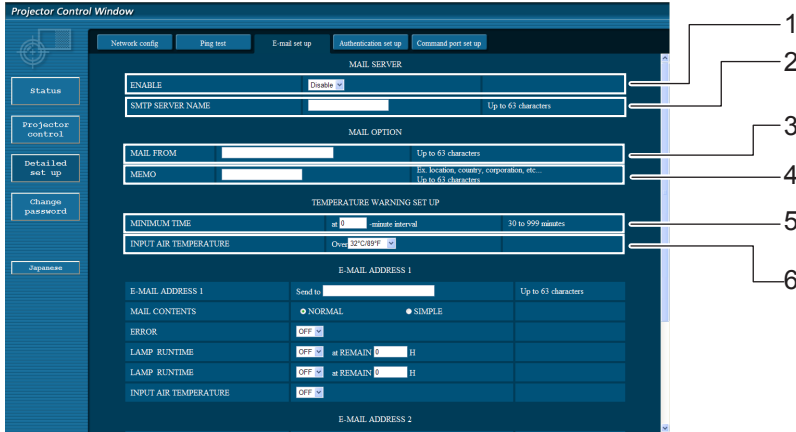 Projector Control Window
Network config Ping test E-mail set up Authentication set up Command port set up
MAIL SERVER
ENABLE Disable
1
SMTP SERVER NAME Up to 63 characters
2
MAIL OPTION
MAIL FROM Up to 63 characters
3
MEMO Ex. location, country, corporation, etc...
Up to 63 characters
4
TEMPERATURE WARNING SET UP
MINIMUM TIME at 0 -minute interval 30 to 999 minutes
5
INPUT AIR TEMPERATURE Over 32°C/89°F
6
E-MAIL ADDRESS 1
E-MAIL ADDRESS 1 Send to Up to 63 characters
MAIL CONTENTS NORMAL SIMPLE
ERROR OFF
LAMP RUNTIME OFF at REMAIN 0 H
LAMP RUNTIME OFF at REMAIN 0 H
INPUT AIR TEMPERATURE OFF
E-MAIL ADDRESS 2
Status
Projector
control
Detailed
set up
Change
password
Japanese